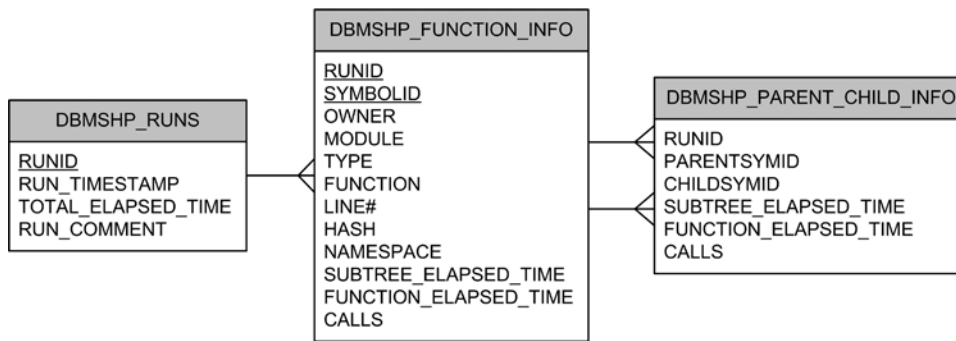 DBMSHP_RUNS
RUNID
RUN_TIMESTAMP
TOTAL_ELAPSED_TIME
RUN_COMMENT
DBMSHP_FUNCTION_INFO
RUNID
SYMBOLID
OWNER
MODULE
TYPE
FUNCTION
LINE#
HASH
NAMESPACE
SUBTREE_ELAPSED_TIME
FUNCTION_ELAPSED_TIME
CALLS
DBMSHP_PARENT_CHILD_INFO
RUNID
PARENTSYMID
CHILDSYMID
SUBTREE_ELAPSED_TIME
FUNCTION_ELAPSED_TIME
CALLS